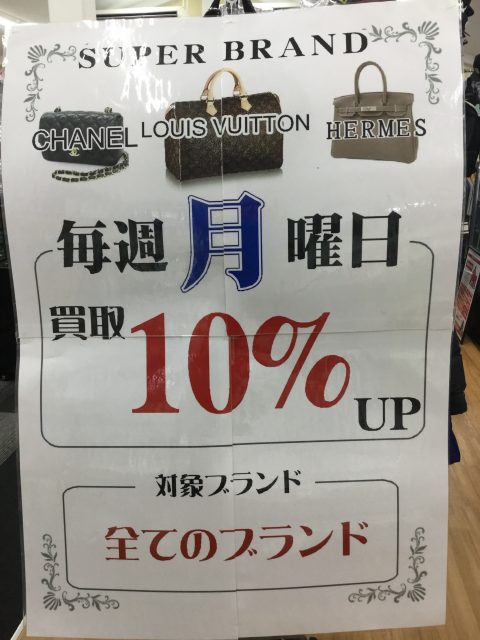 SUPER BRAND
CHANEL
LOUIS VUITTON
HERMES
毎週月曜日
買取
10%
UP
対象ブランド
全てのブランド